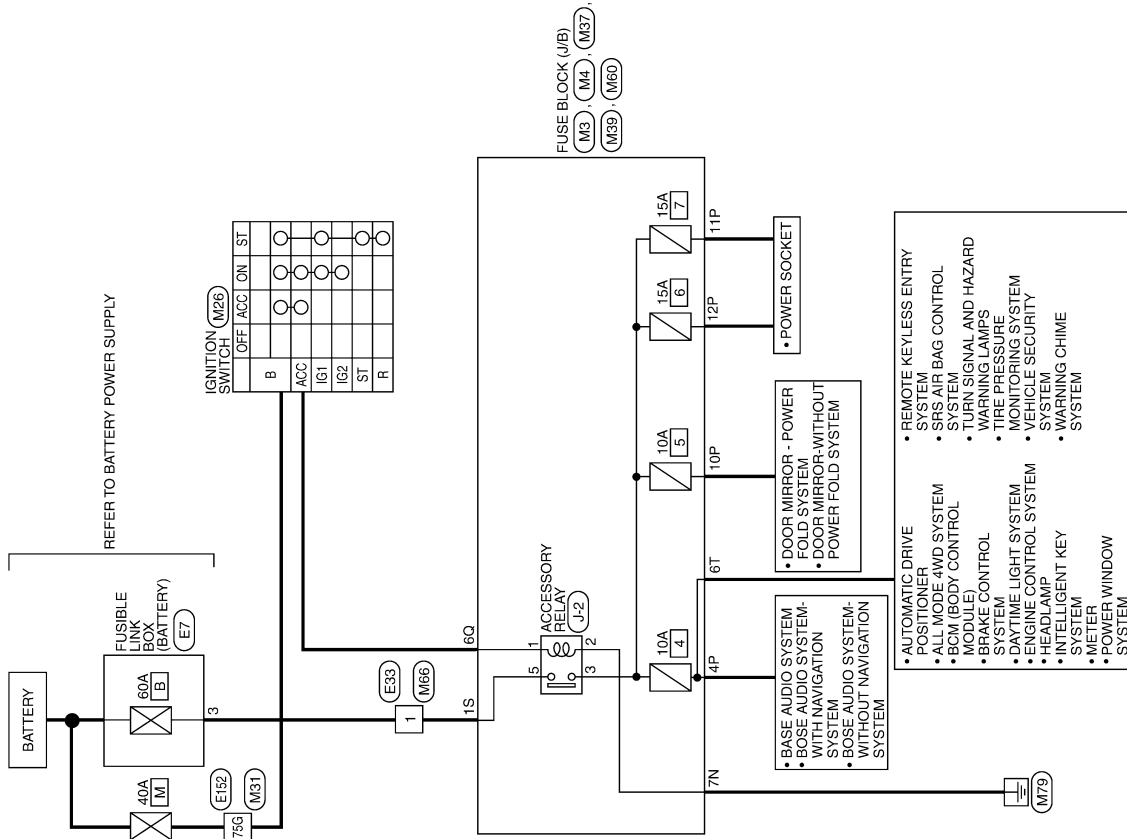 REFER TO BATTERY POWER SUPPLY
BATTERY
40A
M
E152
M31
75G
60A
B
FUSIBLE
LINK
BOX
(BATTERY)
E7
3
IGNITION
SWITCH
M26
OFF ACC ON ST
B
ACC
IG1
IG2
ST
R
E33
M66
1
1S
6Q
FUSE BLOCK (J/B)
M3 , M4 , M37 ,
M39 , M60
ACCESSORY
RELAY
J-2
5
1
3
2
10A
4
10A
5
15A
6
15A
7
7N
4P
6T
10P
12P
11P
M79
• BASE AUDIO SYSTEM
• BOSE AUDIO SYSTEM-
WITH NAVIGATION
SYSTEM
• BOSE AUDIO SYSTEM-
WITHOUT NAVIGATION
SYSTEM
• DOOR MIRROR - POWER
FOLD SYSTEM
• DOOR MIRROR-WITHOUT
POWER FOLD SYSTEM
• POWER SOCKET
• AUTOMATIC DRIVE
POSITIONER
• ALL MODE 4WD SYSTEM
• BCM (BODY CONTROL
MODULE)
• BRAKE CONTROL
SYSTEM
• DAYTIME LIGHT SYSTEM
• ENGINE CONTROL SYSTEM
• HEADLAMP
• INTELLIGENT KEY
SYSTEM
• METER
• POWER WINDOW
SYSTEM
• REMOTE KEYLESS ENTRY
SYSTEM
• SRS AIR BAG CONTROL
SYSTEM
• TURN SIGNAL AND HAZARD
WARNING LAMPS
• TIRE PRESSURE
MONITORING SYSTEM
• VEHICLE SECURITY
SYSTEM
• WARNING CHIME
SYSTEM